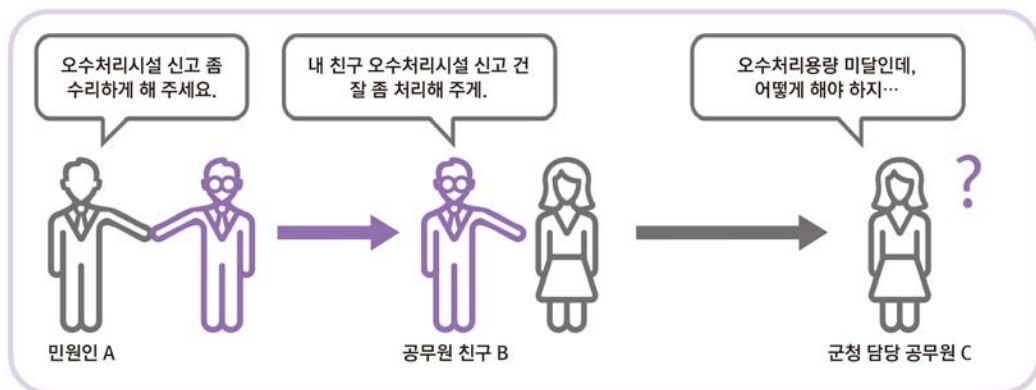 오수처리시설 신고 좀
수리하게 해 주세요.
내 친구 오수처리시설 신고 건
잘 좀 처리해 주게.
오수처리용량 미달인데,
어떻게 해야 하지…
?
민원인 A
공무원 친구 B
군청 담당 공무원 C